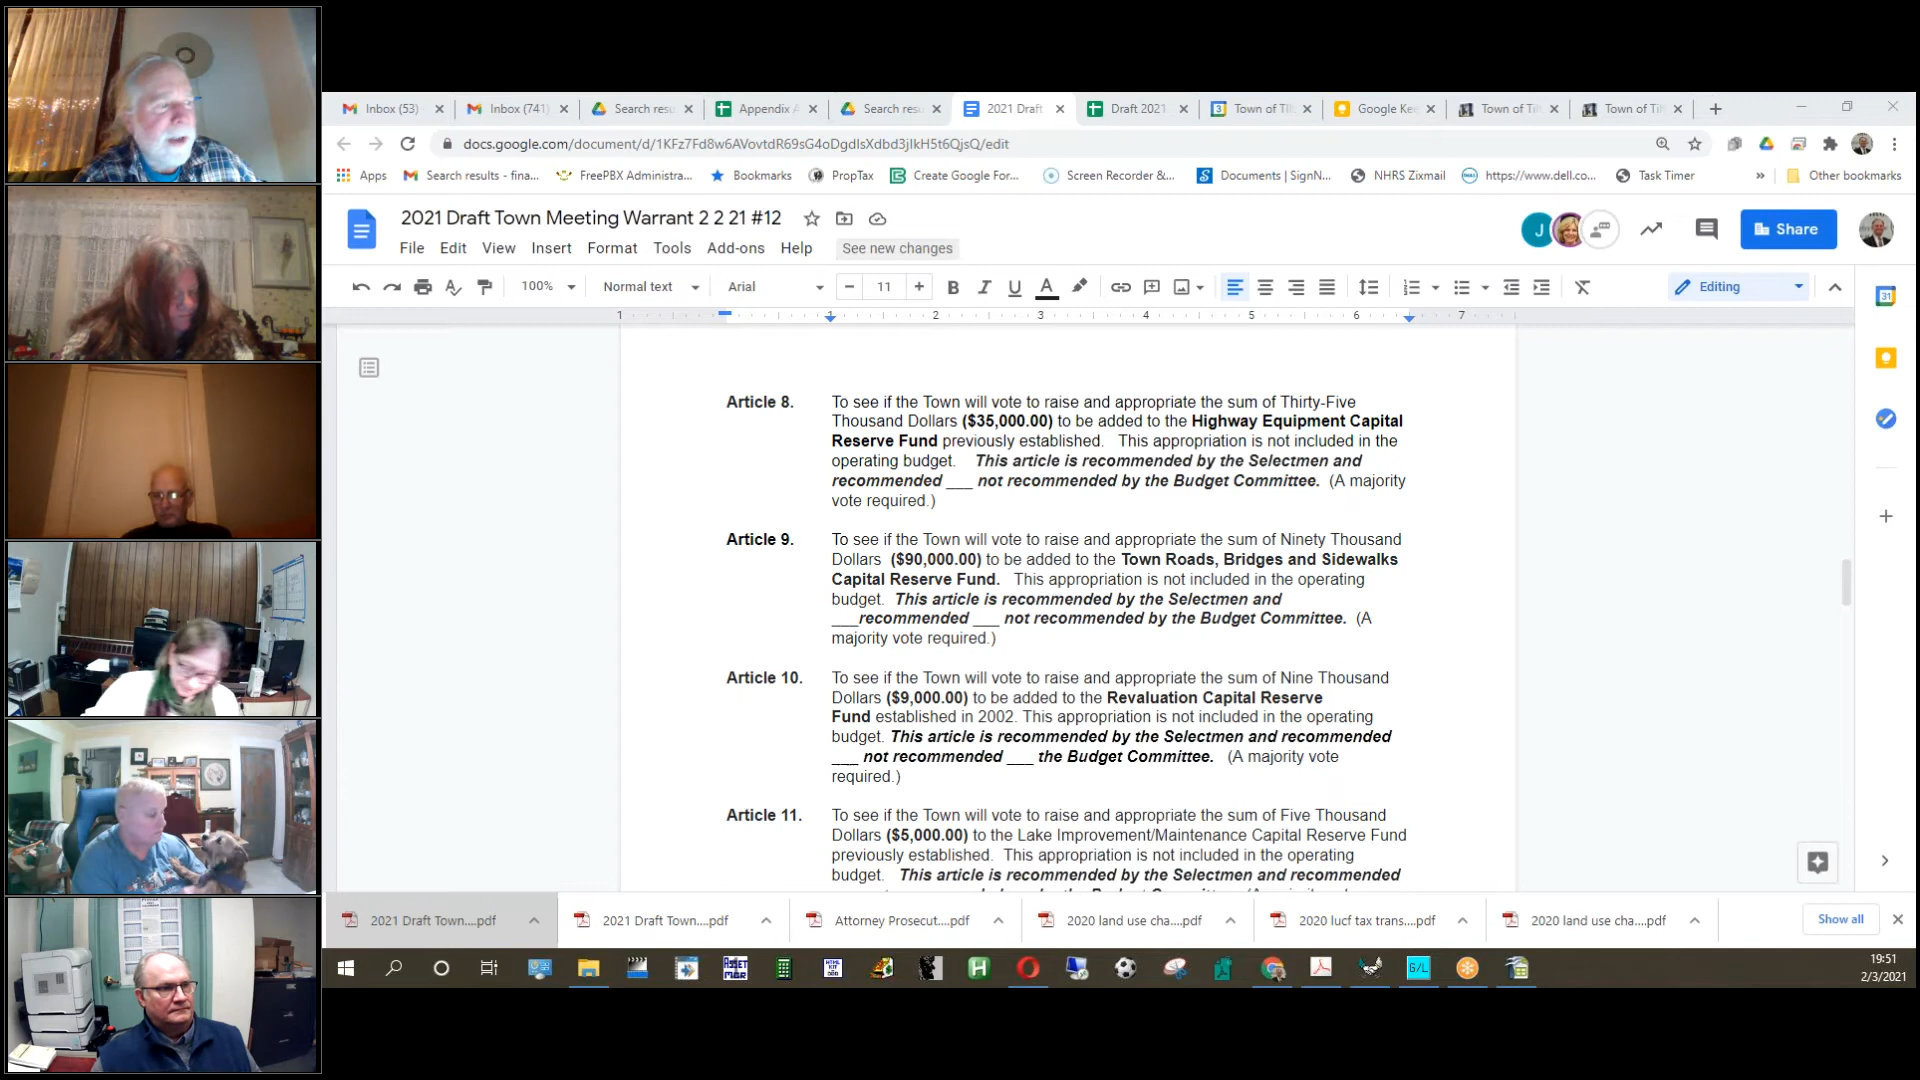 Inbox (53)
Inbox (741)
Search resu
Appendix A
Search resu
2021 Draft
Draft 2021
Town of Tilt
Google Kee
Town of Tilt
Town of Tilt
docs.google.com/document/d/
/edit
Apps
Search results - fina...
FreePBX Administra...
Bookmarks
PropTax
Create Google For...
Screen Recorder &...
Documents | SignN...
NHRS Zixmail
https://www.dell.co...
Task Timer
»
Other bookmarks
2021 Draft Town Meeting Warrant 2 2 21 #12
File Edit View Insert Format Tools Add-ons Help See new changes
J
Share
100% Normal text Arial 11 B I U A Editing
1 1 2 3 4 5 6 7
Article 8. To see if the Town will vote to raise and appropriate the sum of Thirty-Five
Thousand Dollars ($35,000.00) to be added to the Highway Equipment Capital
Reserve Fund previously established. This appropriation is not included in the
operating budget. This article is recommended by the Selectmen and
recommended ___ not recommended by the Budget Committee. (A majority
vote required.)
Article 9. To see if the Town will vote to raise and appropriate the sum of Ninety Thousand
Dollars ($90,000.00) to be added to the Town Roads, Bridges and Sidewalks
Capital Reserve Fund. This appropriation is not included in the operating
budget. This article is recommended by the Selectmen and
___recommended ___ not recommended by the Budget Committee. (A
majority vote required.)
Article 10. To see if the Town will vote to raise and appropriate the sum of Nine Thousand
Dollars ($9,000.00) to be added to the Revaluation Capital Reserve
Fund established in 2002. This appropriation is not included in the operating
budget. This article is recommended by the Selectmen and recommended
___ not recommended ___ the Budget Committee. (A majority vote
required.)
Article 11. To see if the Town will vote to raise and appropriate the sum of Five Thousand
Dollars ($5,000.00) to the Lake Improvement/Maintenance Capital Reserve Fund
previously established. This appropriation is not included in the operating
budget. This article is recommended by the Selectmen and recommended
2021 Draft Town....pdf
2021 Draft Town....pdf
Attorney Prosecut....pdf
2020 land use cha....pdf
2020 lucf tax trans....pdf
2020 land use cha....pdf
Show all
ASSET
MGR
G/L
19:51
2/3/2021